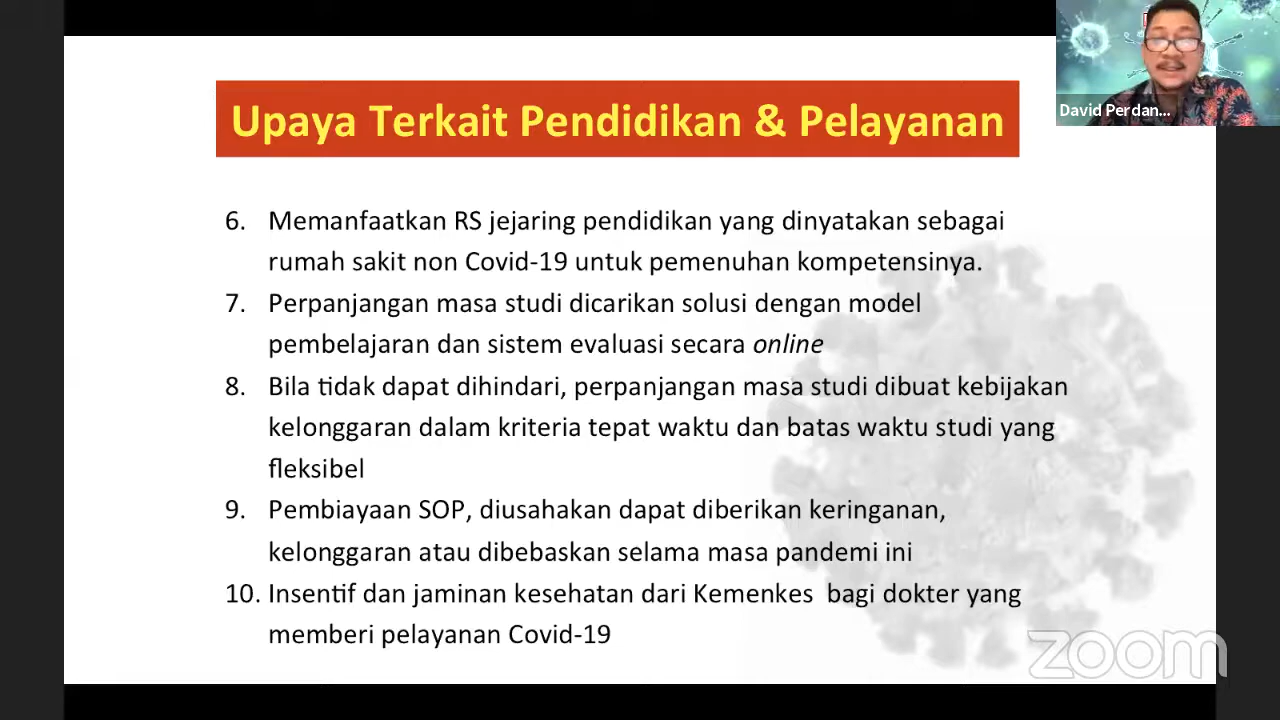 Upaya Terkait Pendidikan & Pelayanan
David Perdan...
6. Memanfaatkan RS jejaring pendidikan yang dinyatakan sebagai
rumah sakit non Covid-19 untuk pemenuhan kompetensinya.
7. Perpanjangan masa studi dicarikan solusi dengan model
pembelajaran dan sistem evaluasi secara online
8. Bila tidak dapat dihindari, perpanjangan masa studi dibuat kebijakan
kelonggaran dalam kriteria tepat waktu dan batas waktu studi yang
fleksibel
9. Pembiayaan SOP, diusahakan dapat diberikan keringanan,
kelonggaran atau dibebaskan selama masa pandemi ini
10. Insentif dan jaminan kesehatan dari Kemenkes bagi dokter yang
memberi pelayanan Covid-19
zoom